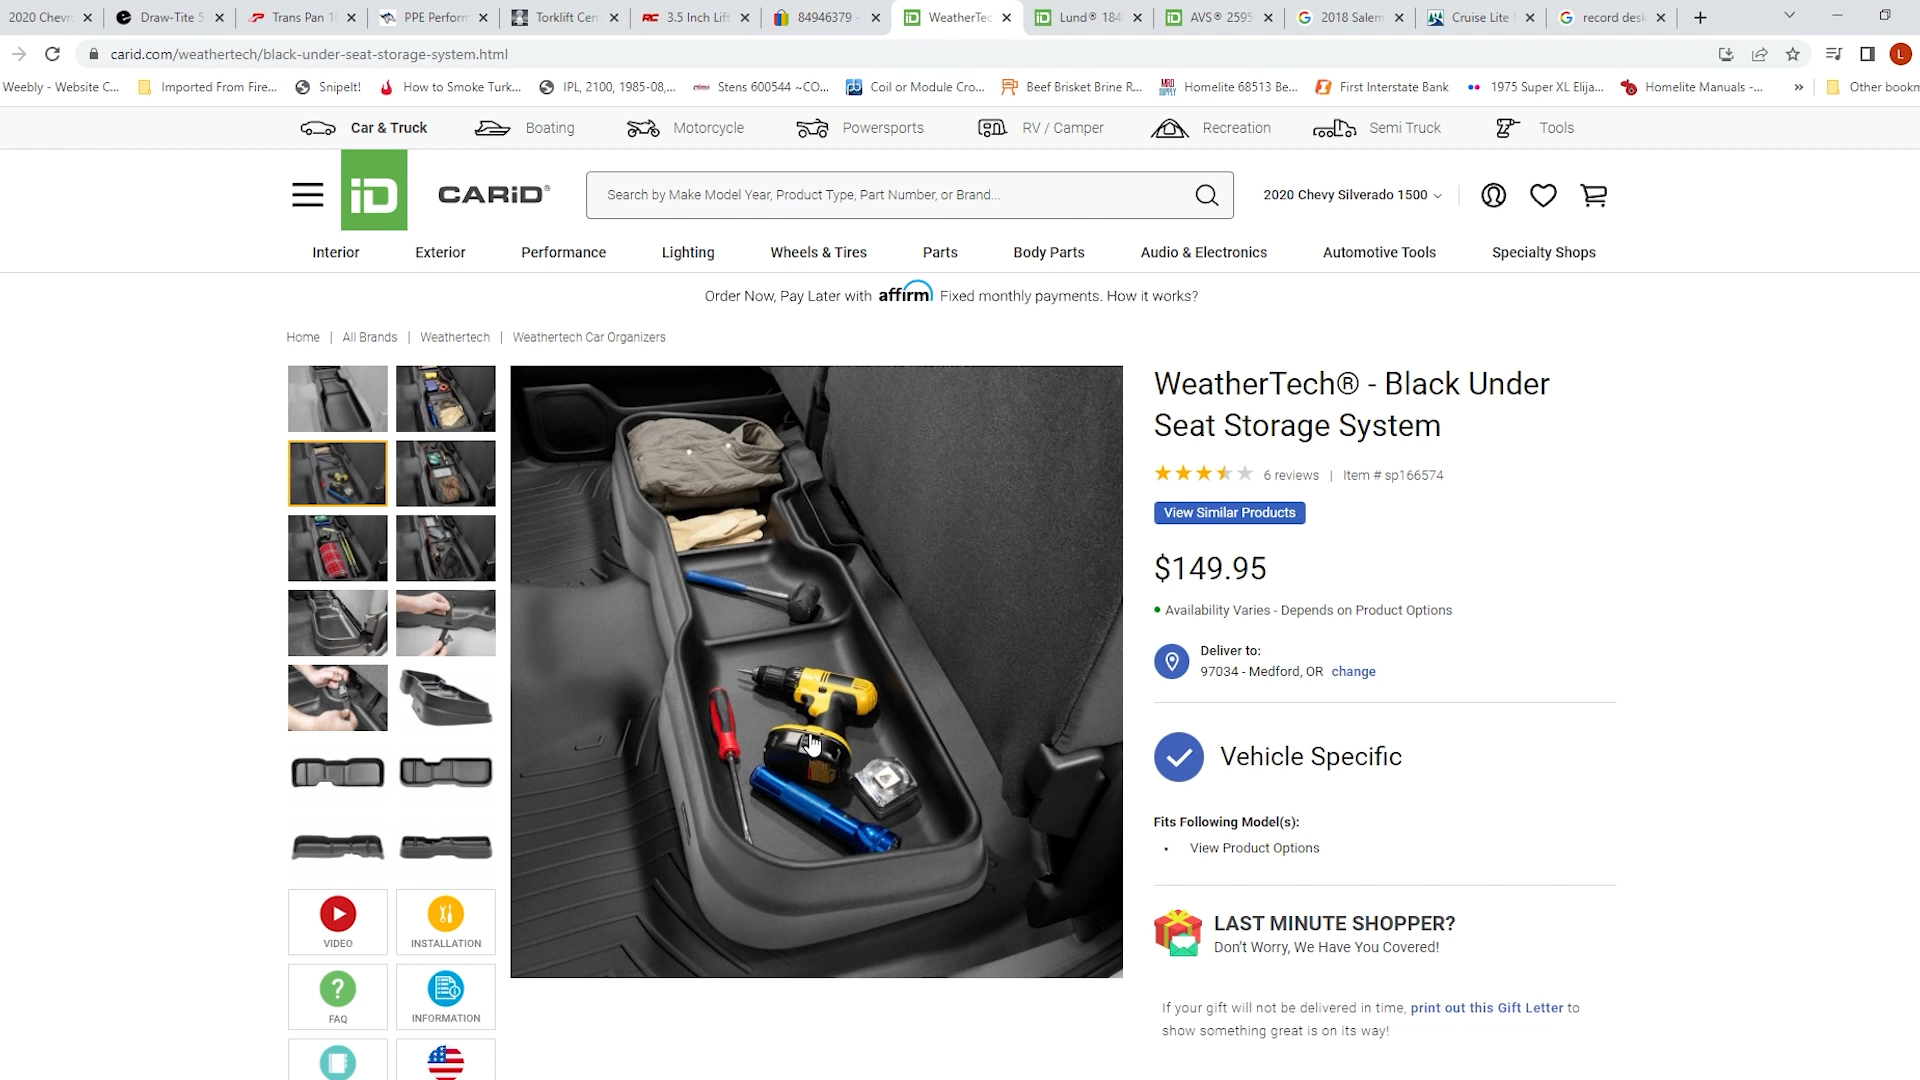 2020 Chevr
Draw-Tite 5
Trans Pan 1
PPE Perforn
Torklift Cen
3.5 Inch Lift
84946379 -
WeatherTec
Lund® 184
AVS® 2595
2018 Salem
Cruise Lite
record desk
carid.com/weathertech/black-under-seat-storage-system.html
L
Weebly - Website C...
Imported From Fire...
SnipeIt!
How to Smoke Turk...
IPL, 2100, 1985-08,...
Stens 600544 ~CO...
Coil or Module Cro...
Beef Brisket Brine R...
Homelite 68513 Be...
First Interstate Bank
1975 Super XL Elija...
Homelite Manuals -...
»
Other bookm
Car & Truck
Boating
Motorcycle
Powersports
RV / Camper
Recreation
Semi Truck
Tools
iD
CARiD®
Search by Make Model Year, Product Type, Part Number, or Brand...
2020 Chevy Silverado 1500
Interior
Exterior
Performance
Lighting
Wheels & Tires
Parts
Body Parts
Audio & Electronics
Automotive Tools
Specialty Shops
Order Now, Pay Later with affirm Fixed monthly payments. How it works?
Home | All Brands | Weathertech | Weathertech Car Organizers
WeatherTech® - Black Under
Seat Storage System
6 reviews | Item # sp166574
View Similar Products
$149.95
Availability Varies - Depends on Product Options
Deliver to:
97034 - Medford, OR change
Vehicle Specific
Fits Following Model(s):
View Product Options
LAST MINUTE SHOPPER?
Don't Worry, We Have You Covered!
If your gift will not be delivered in time, print out this Gift Letter to
show something great is on its way!
VIDEO
INSTALLATION
FAQ
INFORMATION